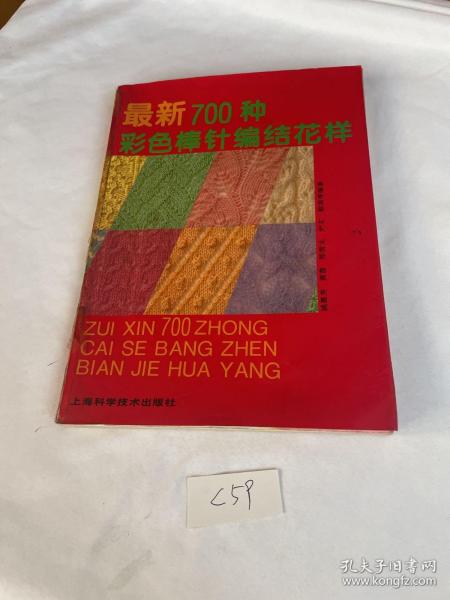 最新700种
彩色棒针编结花样
ZUI XIN 700 ZHONG
CAI SE BANG ZHEN
BIAN JIE HUA YANG
上海科学技术出版社
C59
孔夫子旧书网
www.kongfz.com